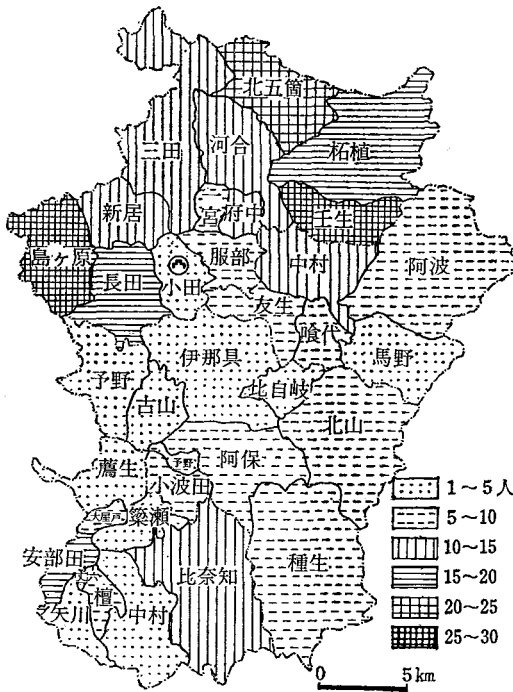 北五箇
柘植
河合
三田
宮
府中
壬生
新居
島ヶ原
長田
小田
服部
中村
阿波
友生
喰代
馬野
伊那具
予野
古山
北自岐
北山
阿保
予野
小波田
薦生
大屋戸
簗瀬
安部田
檀
中村
天川
比奈知
種生
1～5人
5～10
10～15
15～20
20～25
25～30
0 5km